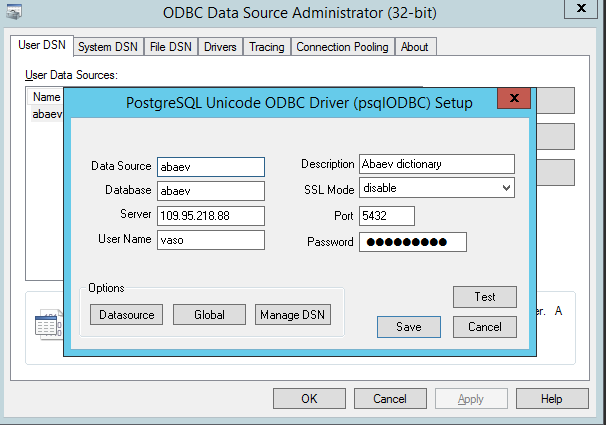 ODBC Data Source Administrator (32-bit)
x
User DSN System DSN File DSN Drivers Tracing Connection Pooling About
User Data Sources:
Name
abaev
PostgreSQL Unicode ODBC Driver (psqlODBC) Setup
x
Data Source abaev Description Abaev dictionary
Database abaev SSL Mode disable
Server 109.95.218.88 Port 5432
User Name vaso Password ●●●●●●●●●
Options
Datasource Global Manage DSN
Test
Save Cancel
er. A
OK Cancel Apply Help